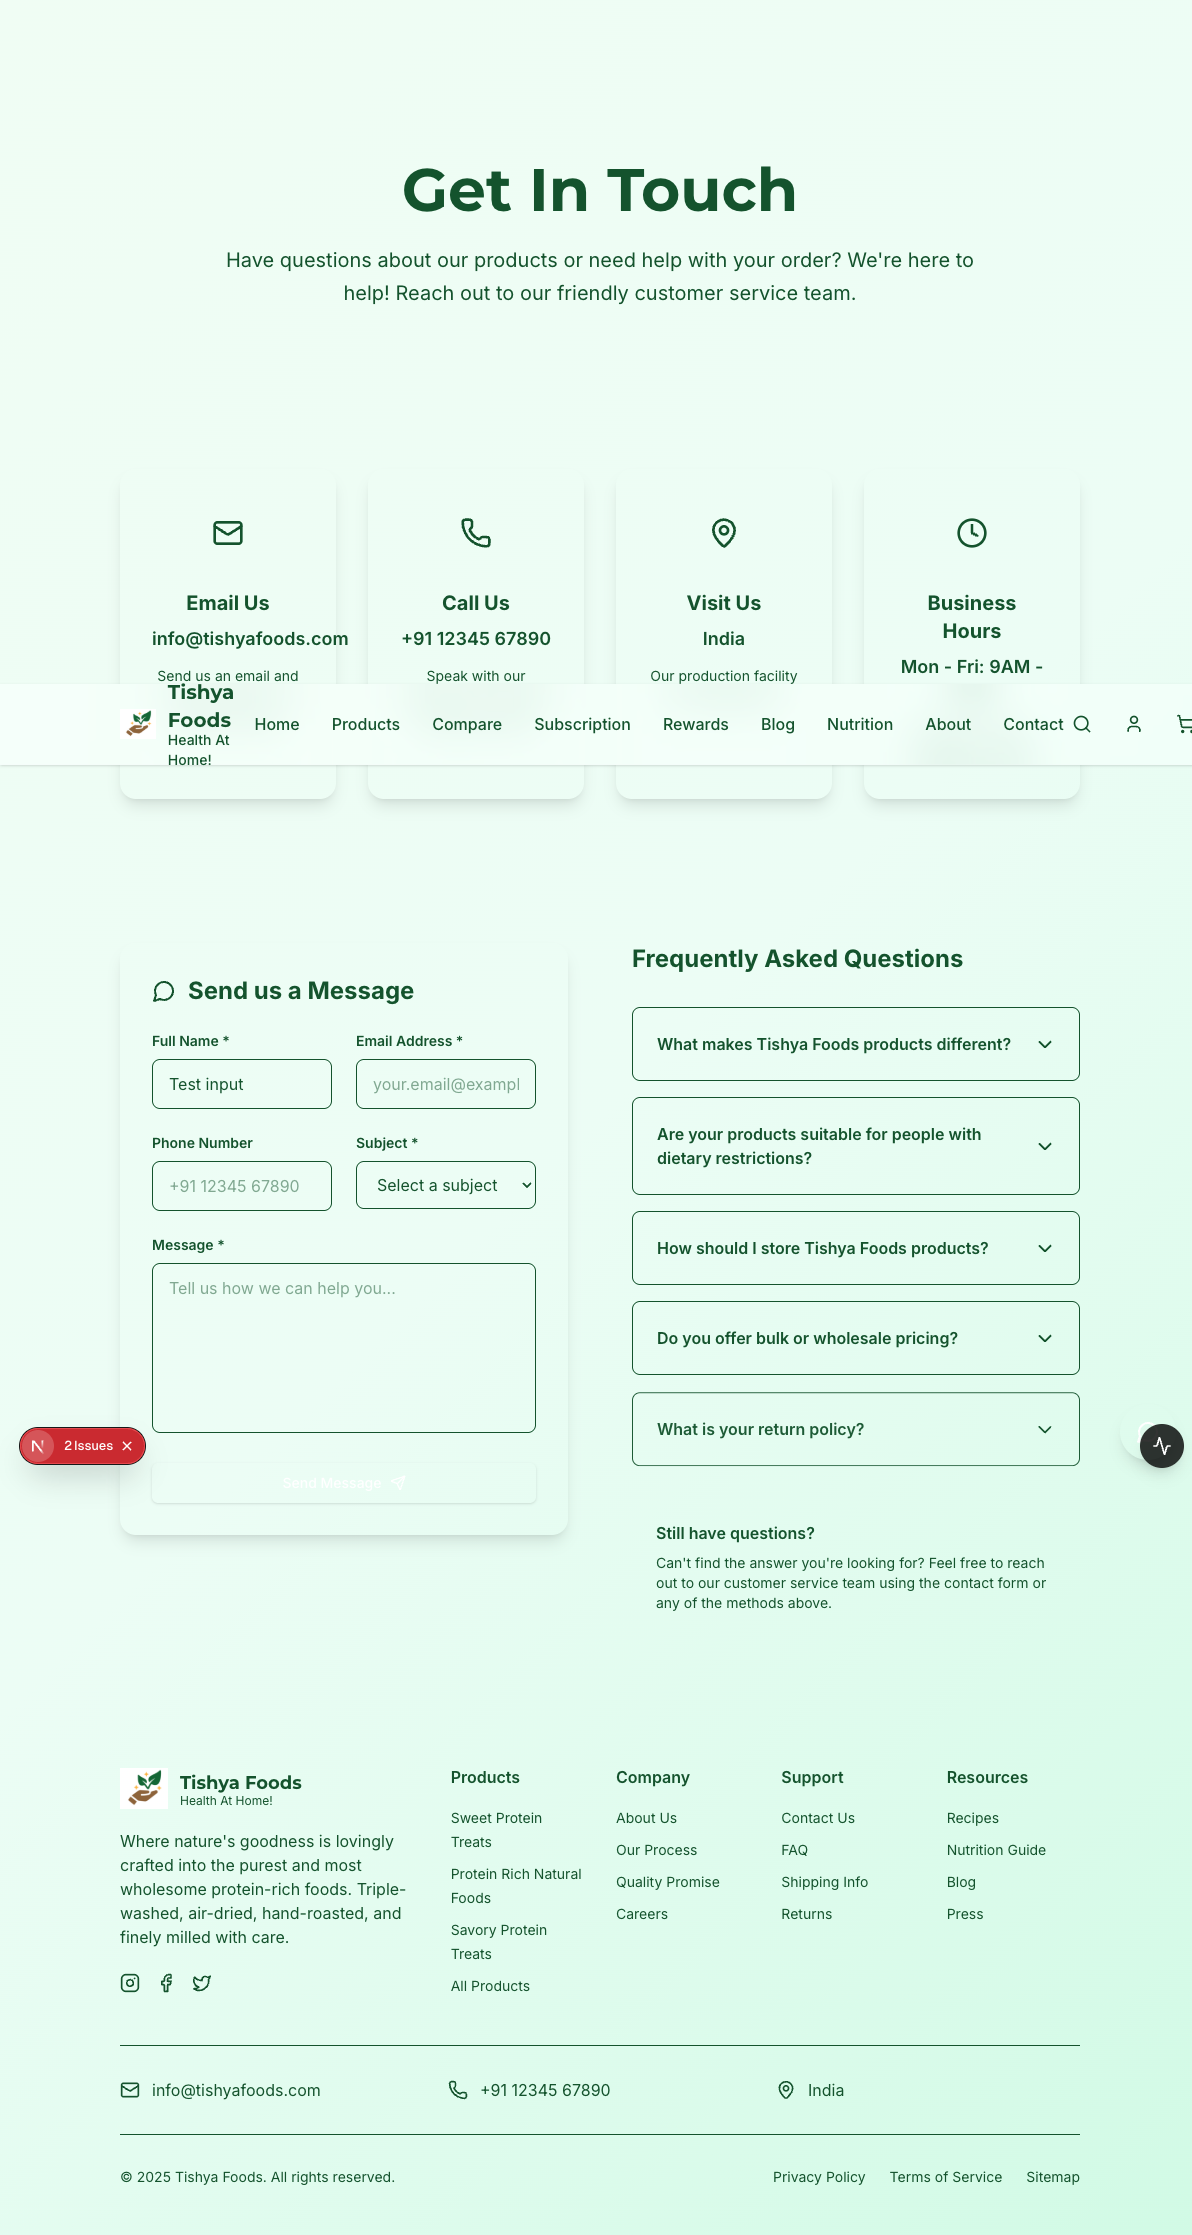 Get In Touch
Have questions about our products or need help with your order? We're here to
help! Reach out to our friendly customer service team.
Email Us
info@tishyafoods.com
Send us an email and
Call Us
+91 12345 67890
Speak with our
Visit Us
India
Our production facility
Business
Hours
Mon - Fri: 9AM -
Tishya
Foods
Health At
Home!
Home Products Compare Subscription Rewards Blog Nutrition About Contact
Send us a Message
Full Name *
Test input
Email Address *
your.email@exampl
Phone Number
+91 12345 67890
Subject *
Select a subject
Message *
Tell us how we can help you...
Send Message
Frequently Asked Questions
What makes Tishya Foods products different?
Are your products suitable for people with
dietary restrictions?
How should I store Tishya Foods products?
Do you offer bulk or wholesale pricing?
What is your return policy?
N 2 Issues
Still have questions?
Can't find the answer you're looking for? Feel free to reach
out to our customer service team using the contact form or
any of the methods above.
Tishya Foods
Health At Home!
Where nature's goodness is lovingly
crafted into the purest and most
wholesome protein-rich foods. Triple-
washed, air-dried, hand-roasted, and
finely milled with care.
Products
Sweet Protein
Treats
Protein Rich Natural
Foods
Savory Protein
Treats
All Products
Company
About Us
Our Process
Quality Promise
Careers
Support
Contact Us
FAQ
Shipping Info
Returns
Resources
Recipes
Nutrition Guide
Blog
Press
info@tishyafoods.com
+91 12345 67890
India
© 2025 Tishya Foods. All rights reserved.
Privacy Policy Terms of Service Sitemap